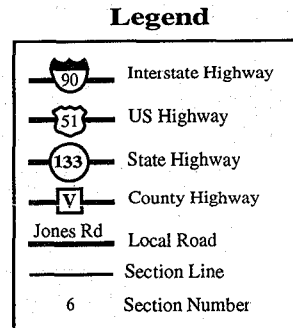 Legend
90 Interstate Highway
51 US Highway
133 State Highway
V County Highway
Jones Rd Local Road
Section Line
6 Section Number